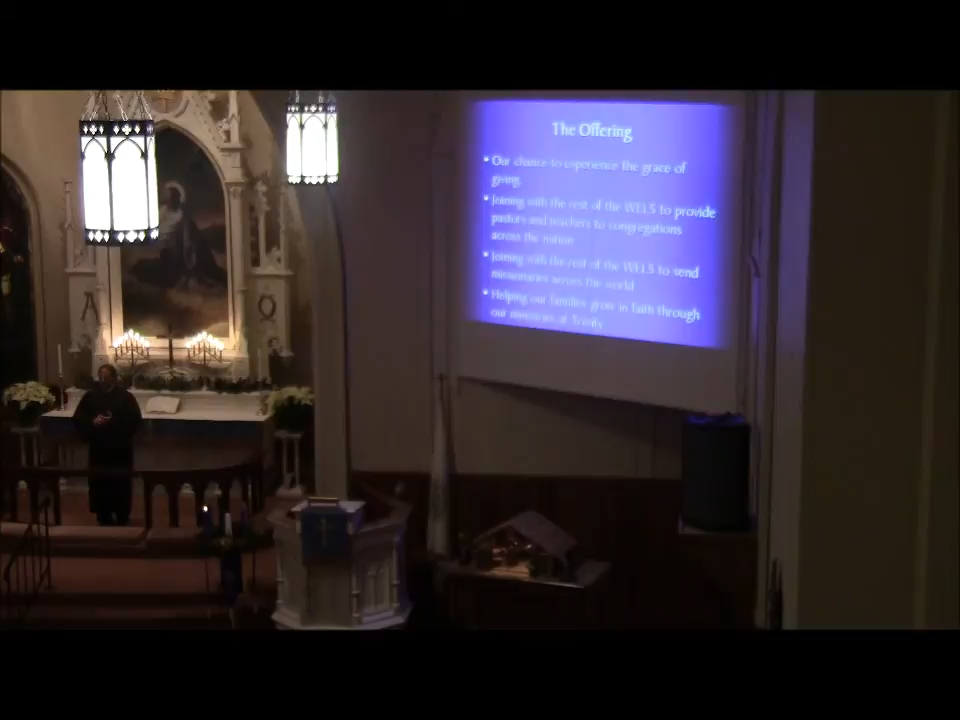 The Offering
• Our chance to experience the grace of
giving.
• Joining with the rest of the WELS to provide
pastors and teachers to congregations
across the nation
• Joining with the rest of the WELS to send
missionaries across the world
• Helping our families grow in faith through
our ministries at Trinity
A
Ω